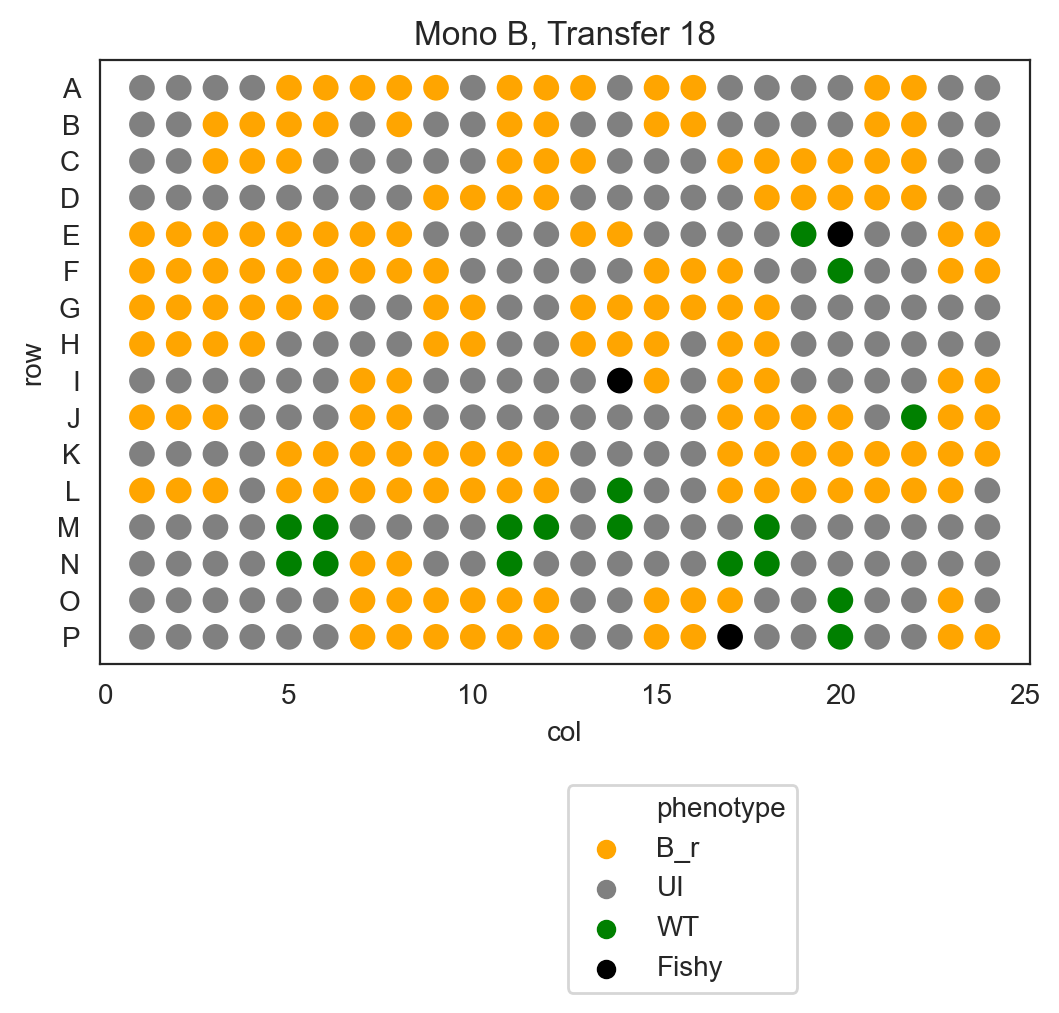 Mono B, Transfer 18
row
A
B
C
D
E
F
G
H
I
J
K
L
M
N
O
P
0 5 10 15 20 25
col
phenotype
B_r
UI
WT
Fishy